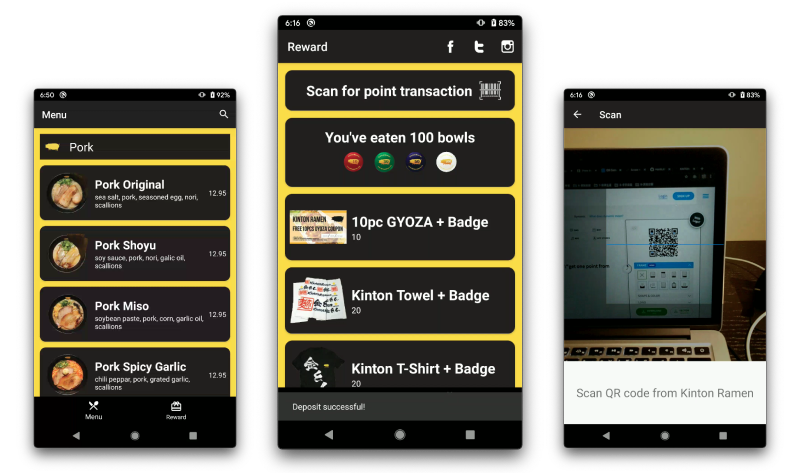 6:50
92%
Menu
Pork
Pork Original
sea salt, pork, seasoned egg, nori,
scallions
12.95
Pork Shoyu
soy sauce, pork, nori, galic oil,
scallions
12.95
Pork Miso
soybean paste, pork, corn, garlic oil,
scallions
12.95
Pork Spicy Garlic
chili peppar, pork, grated garlic,
scallions
12.95
Menu
Reward
6:16
83%
Reward
Scan for point transaction
You've eaten 100 bowls
KINTON RAMEN
FREE 10PCS GYOZA COUPON
10pc GYOZA + Badge
10
Kinton Towel + Badge
20
Kinton T-Shirt + Badge
20
Deposit successful!
6:16
83%
Scan
Scan QR code from Kinton Ramen